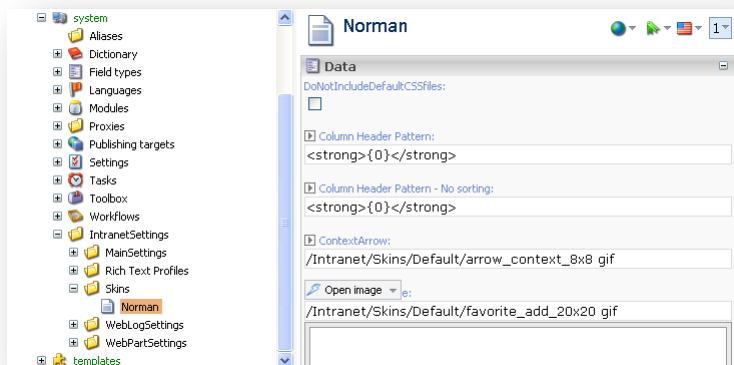 system
Aliases
Dictionary
Field types
Languages
Modules
Proxies
Publishing targets
Settings
Tasks
Toolbox
Workflows
IntranetSettings
MainSettings
Rich Text Profiles
Skins
Norman
WebLogSettings
WebPartSettings
templates
Norman
1
Data
DoNotIncludeDefaultCSSfiles:
Column Header Pattern:
<strong>{0}</strong>
Column Header Pattern - No sorting:
<strong>{0}</strong>
ContextArrow:
/Intranet/Skins/Default/arrow_context_8x8 gif
Open image e:
/Intranet/Skins/Default/favorite_add_20x20 gif